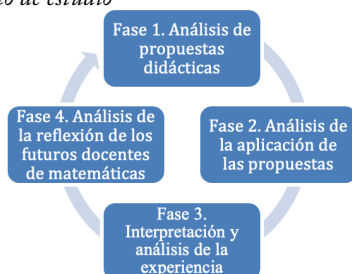 de estudio
Fase 1. Análisis de
propuestas
didácticas
Fase 2. Análisis de
la aplicación de
las propuestas
Fase 3.
Interpretación y
análisis de la
experiencia
Fase 4. Análisis de
la reflexión de los
futuros docentes
de matemáticas